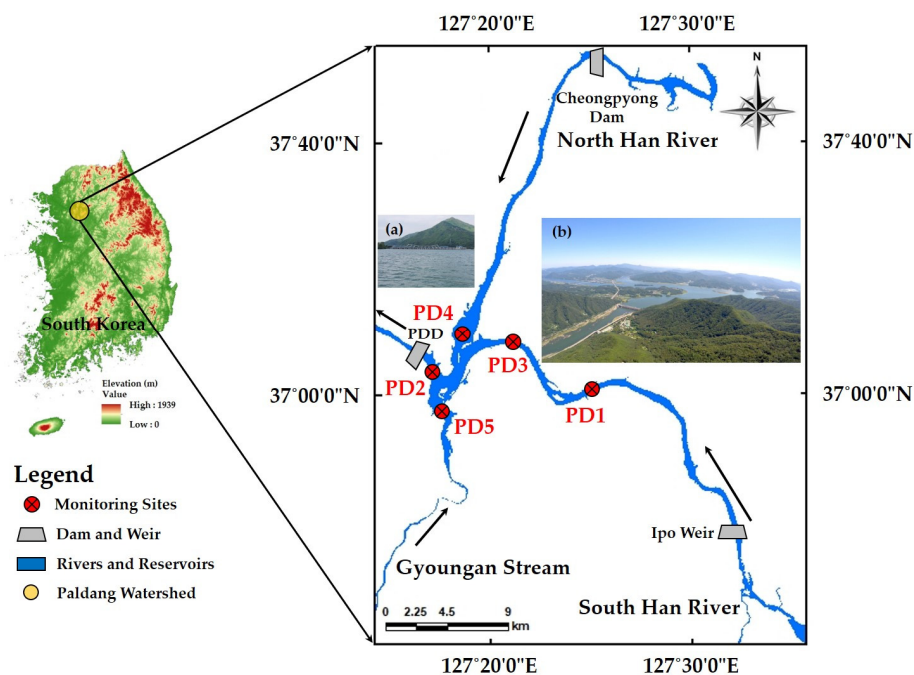 127°20'0"E
127°30'0"E
N
Cheongpyong
Dam
North Han River
37°40'0"N
37°40'0"N
(a)
(b)
PD4
South Korea
PDD
PD3
PD2
Elevation (m)
Value
High : 1939
Low : 0
37°00'0"N
37°00'0"N
PD1
PD5
Legend
Monitoring Sites
Dam and Weir
Ipo Weir
Rivers and Reservoirs
Gyoungan Stream
Paldang Watershed
South Han River
0 2.25 4.5 9
km
127°20'0"E
127°30'0"E